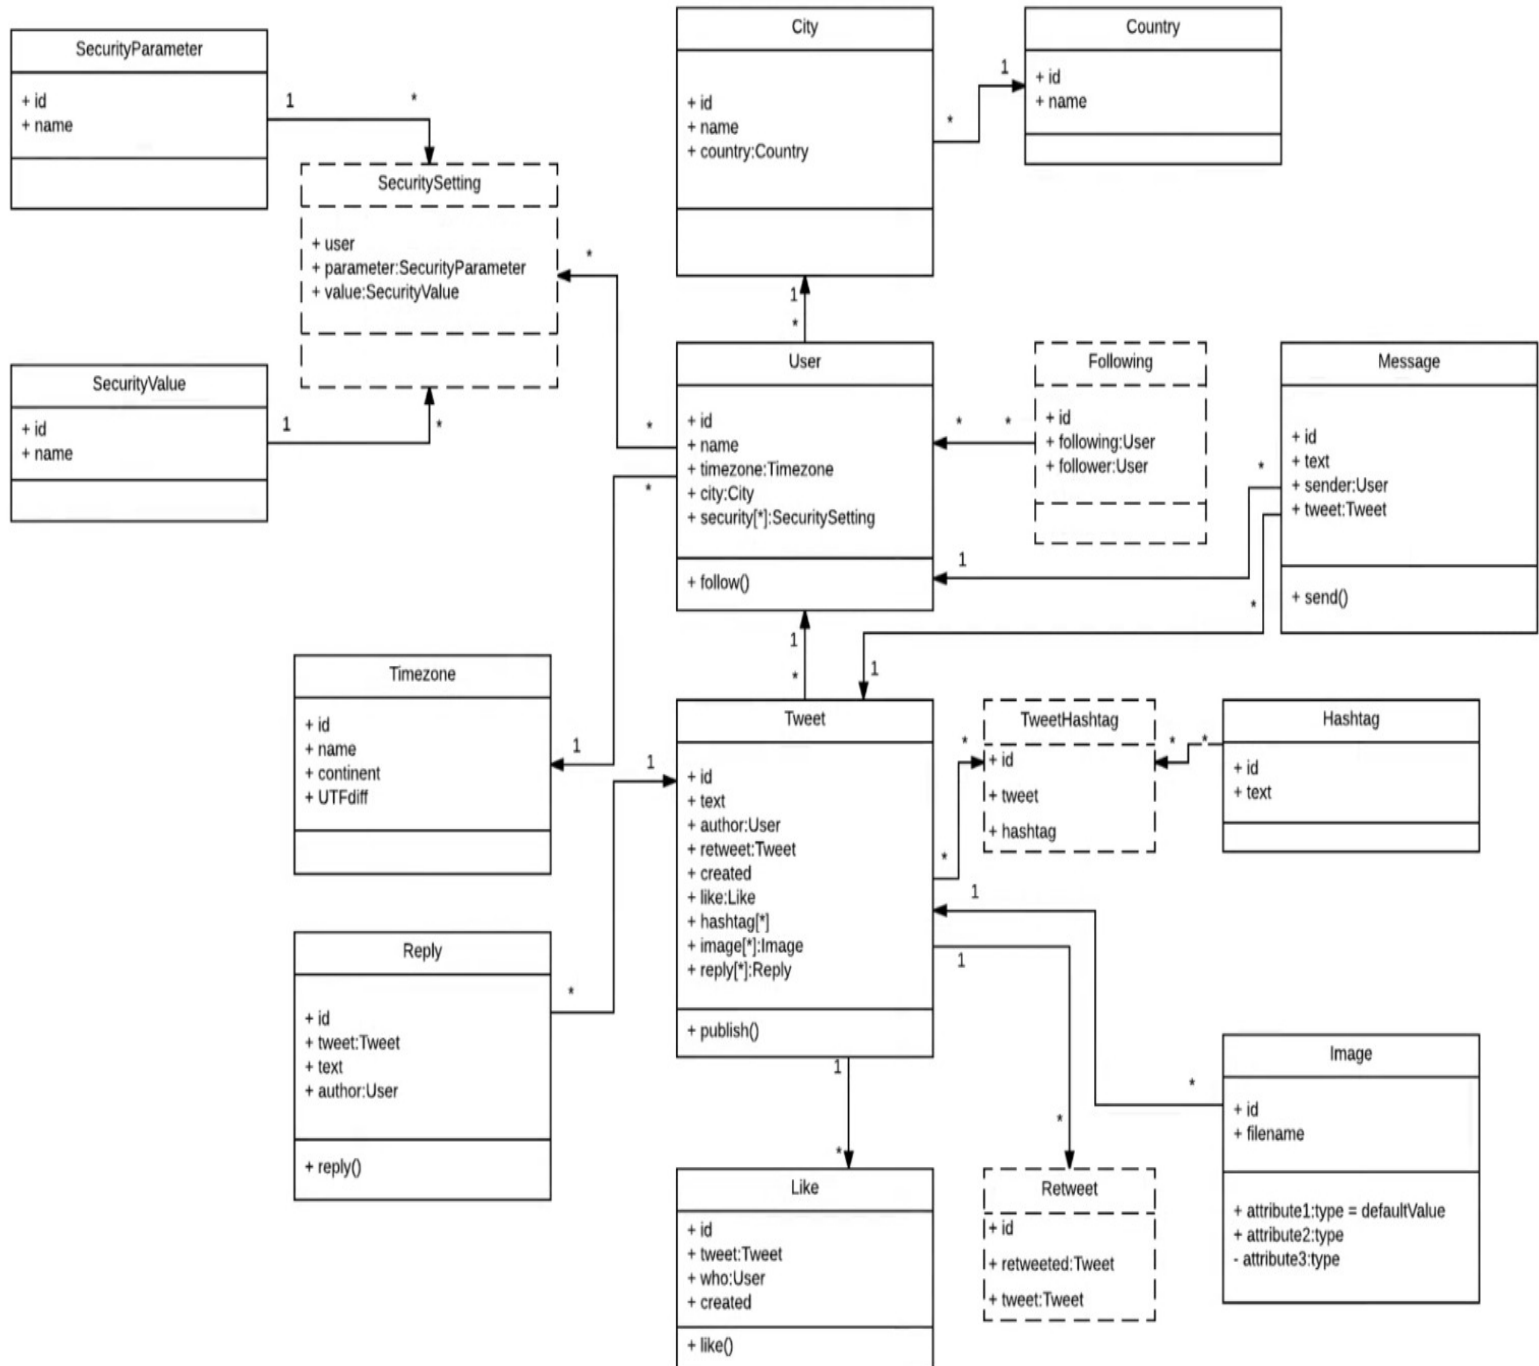 SecurityParameter
+ id
+ name
1
*
SecuritySetting
+ user
+ parameter:SecurityParameter
+ value:SecurityValue
*
SecurityValue
+ id
+ name
1
*
City
+ id
+ name
+ country:Country
*
1
Country
+ id
+ name
1
*
User
+ id
+ name
+ timezone:Timezone
+ city:City
+ security[*]:SecuritySetting
+ follow()
*
*
*
*
Following
+ id
+ following:User
+ follower:User
Message
+ id
+ text
+ sender:User
+ tweet:Tweet
+ send()
*
1
*
1
1
*
Timezone
+ id
+ name
+ continent
+ UTFdiff
1
1
Tweet
+ id
+ text
+ author:User
+ retweet:Tweet
+ created
+ like:Like
+ hashtag[*]
+ image[*]:Image
+ reply[*]:Reply
+ publish()
*
*
TweetHashtag
+ id
+ tweet
+ hashtag
*
*
Hashtag
+ id
+ text
1
1
Reply
+ id
+ tweet:Tweet
+ text
+ author:User
+ reply()
*
1
*
Like
+ id
+ tweet:Tweet
+ who:User
+ created
+ like()
*
Retweet
+ id
+ retweeted:Tweet
+ tweet:Tweet
*
Image
+ id
+ filename
+ attribute1:type = defaultValue
+ attribute2:type
- attribute3:type